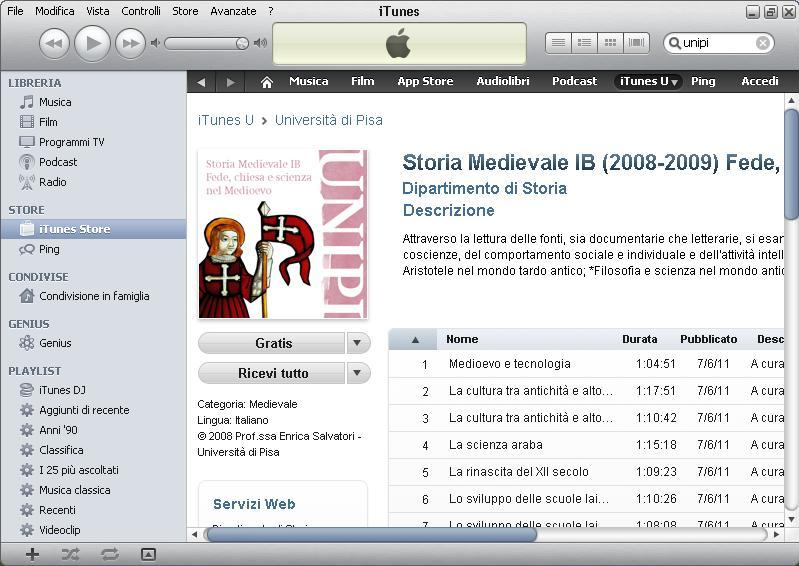 File Modifica Vista Controlli Store Avanzate ?
iTunes
unipi
LIBRERIA
Musica
Film
Programmi TV
Podcast
Radio
STORE
iTunes Store
Ping
CONDIVISE
Condivisione in famiglia
GENIUS
Genius
PLAYLIST
iTunes DJ
Aggiunti di recente
Anni '90
Classifica
I 25 più ascoltati
Musica classica
Recenti
Videoclip
Musica Film App Store Audiolibri Podcast iTunes U Ping Accedi
iTunes U > Università di Pisa
Storia Medievale IB
Fede, chiesa e scienza
nel Medioevo
UNIPI
Gratis
Ricevi tutto
Categoria: Medievale
Lingua: Italiano
© 2008 Prof.ssa Enrica Salvatori -
Università di Pisa
Servizi Web
Storia Medievale IB (2008-2009) Fede,
Dipartimento di Storia
Descrizione
Attraverso la lettura delle fonti, sia documentarie che letterarie, si esan
coscienze, del comportamento sociale e individuale e dell'attività intell
Aristotele nel mondo tardo antico; *Filosofia e scienza nel mondo antic
Nome Durata Pubblicato Desc
1 Medioevo e tecnologia 1:04:51 7/6/11 A cura
2 La cultura tra antichità e alto... 1:17:51 7/6/11 A cura
3 La cultura tra antichità e alto... 1:10:42 7/6/11 A cura
4 La scienza araba 1:15:18 7/6/11 A cura
5 La rinascita del XII secolo 1:09:23 7/6/11 A cura
6 Lo sviluppo delle scuole lai... 1:10:26 7/6/11 A cura
7 Lo sviluppo delle scuole lai... 1:08:08 7/6/11 A cura